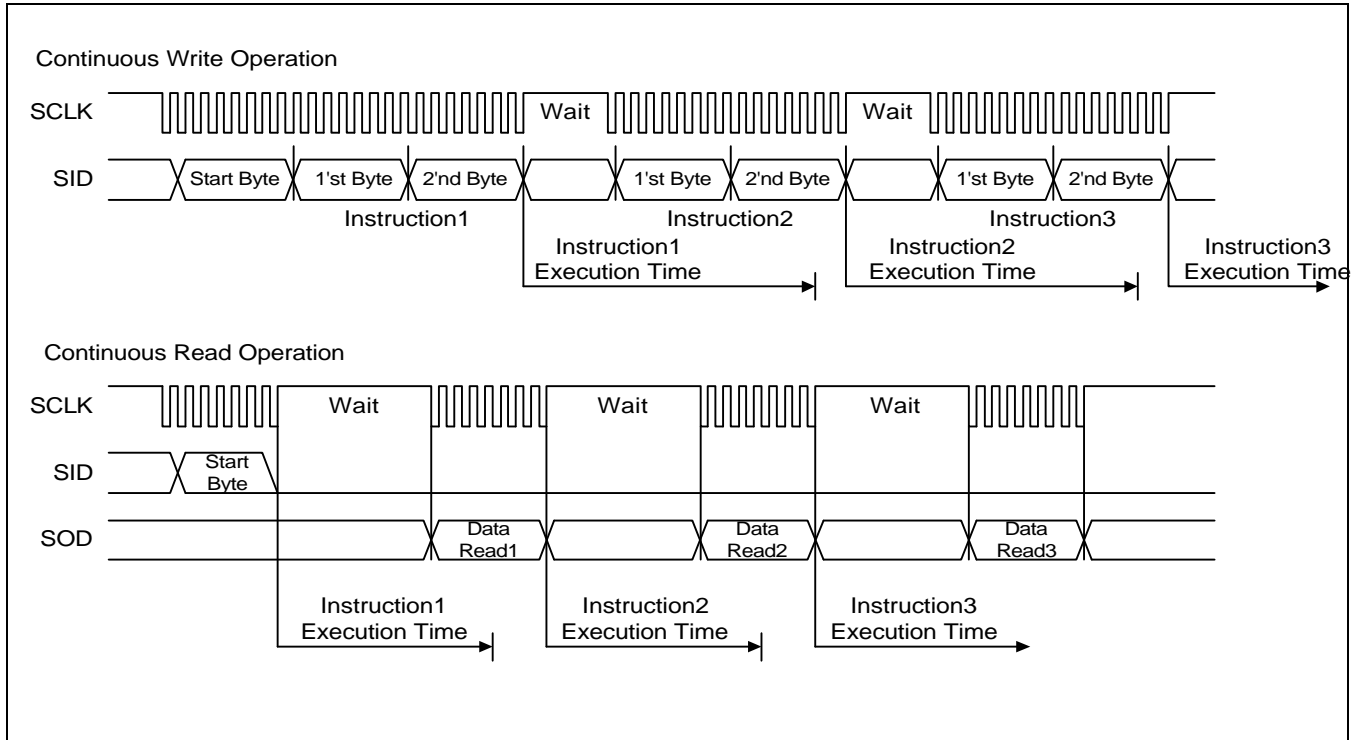 Continuous Write Operation
SCLK Wait Wait
SID Start Byte 1'st Byte 2'nd Byte 1'st Byte 2'nd Byte 1'st Byte 2'nd Byte
Instruction1 Instruction2 Instruction3
Instruction1 Instruction2 Instruction3
Execution Time Execution Time Execution Time
Continuous Read Operation
SCLK Wait Wait Wait
SID Start
Byte
SOD Data Data Data
Read1 Read2 Read3
Instruction1 Instruction2 Instruction3
Execution Time Execution Time Execution Time